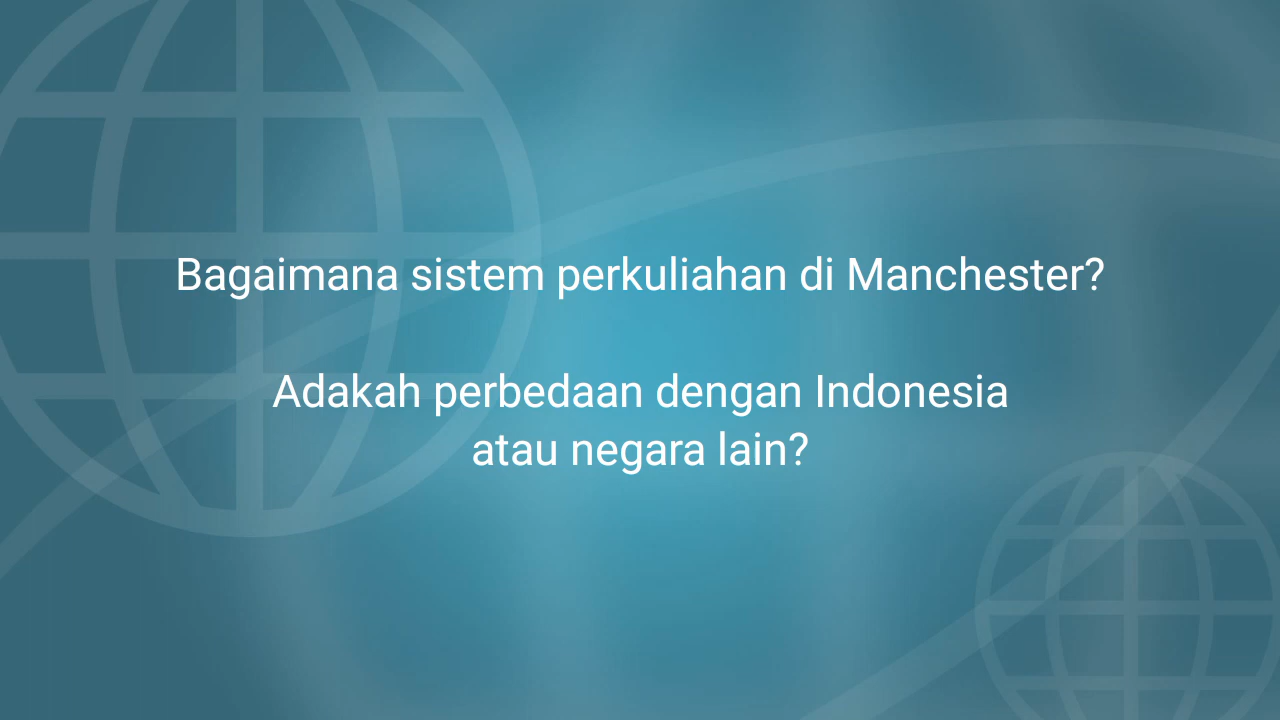 Bagaimana sistem perkuliahan di Manchester?
Adakah perbedaan dengan Indonesia
atau negara lain?